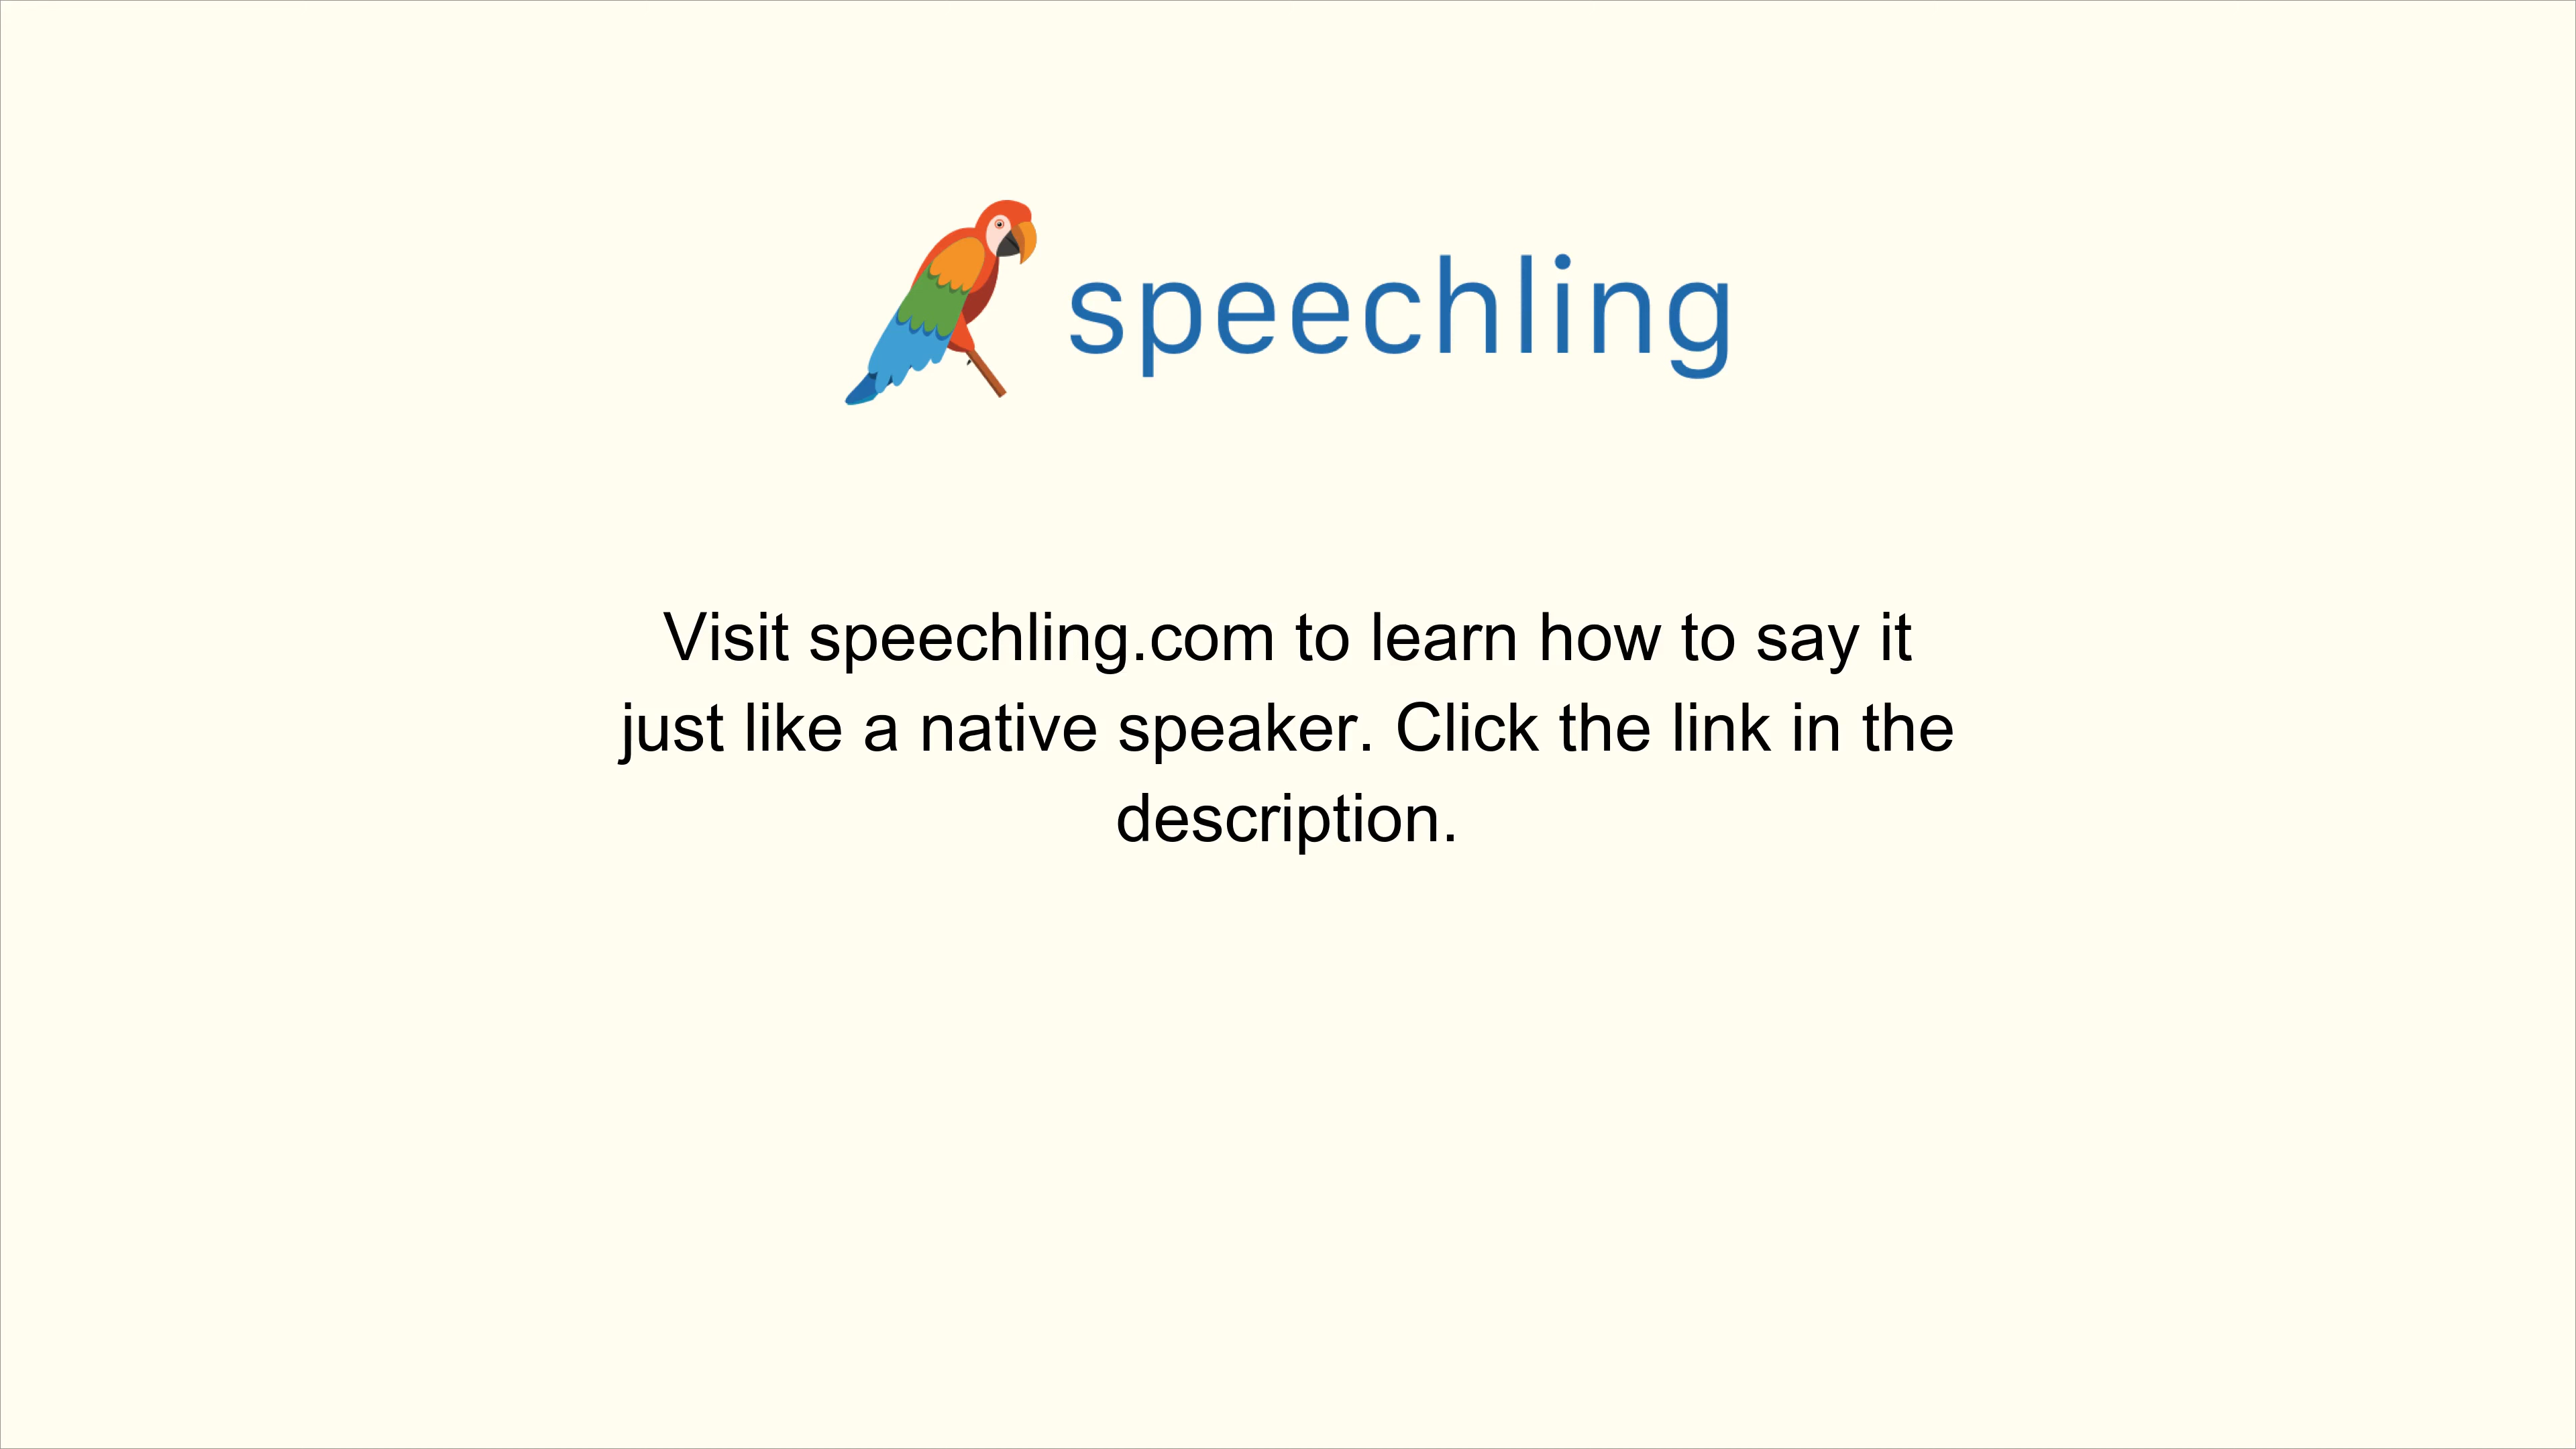 speechling
Visit speechling.com to learn how to say it
just like a native speaker. Click the link in the
description.